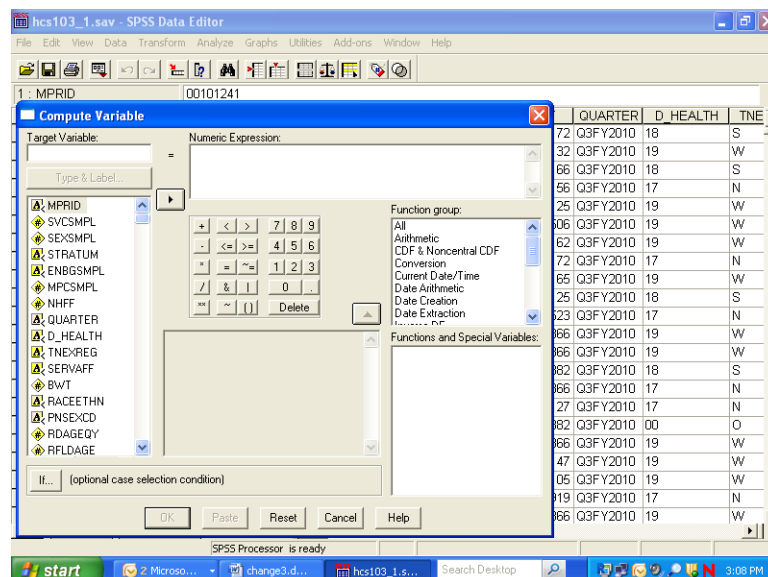 hcs103_1.sav - SPSS Data Editor
File Edit View Data Transform Analyze Graphs Utilities Add-ons Window Help
1 : MPRID 00101241
Compute Variable
QUARTER D_HEALTH TNE
Target Variable: Numeric Expression:
=
Type & Label...
MPRID
SVCSMPL
SEXSMPL
STRATUM
ENBGSMPL
MPCSMPL
NHFF
QUARTER
D_HEALTH
TNEXREG
SERVAFF
BWT
RACEETHN
PNSEXCD
RDAGEQY
RFLDAGE
+ < > 7 8 9
- <= >= 4 5 6
* = ~= 1 2 3
/ & | 0 .
** ~ () Delete
Function group:
All
Arithmetic
CDF & Noncentral CDF
Conversion
Current Date/Time
Date Arithmetic
Date Creation
Date Extraction
Functions and Special Variables:
If... (optional case selection condition)
OK Paste Reset Cancel Help
72 Q3FY2010 18 S
32 Q3FY2010 19 W
66 Q3FY2010 18 S
56 Q3FY2010 17 N
25 Q3FY2010 19 W
506 Q3FY2010 19 W
62 Q3FY2010 19 W
72 Q3FY2010 17 N
65 Q3FY2010 19 W
25 Q3FY2010 18 S
523 Q3FY2010 17 N
366 Q3FY2010 19 W
366 Q3FY2010 19 W
382 Q3FY2010 18 S
366 Q3FY2010 17 N
27 Q3FY2010 17 N
382 Q3FY2010 00 O
366 Q3FY2010 19 W
47 Q3FY2010 19 W
05 Q3FY2010 19 W
919 Q3FY2010 17 N
366 Q3FY2010 19 W
SPSS Processor is ready
start 2 Microso... change3.d... hcs103_1.s... Search Desktop 3:08 PM